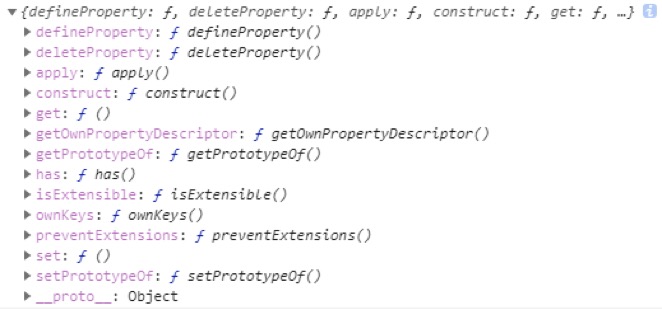 ▼{defineProperty: ƒ, deleteProperty: ƒ, apply: ƒ, construct: ƒ, get: ƒ, …} i
▶defineProperty: ƒ defineProperty()
▶deleteProperty: ƒ deleteProperty()
▶apply: ƒ apply()
▶construct: ƒ construct()
▶get: ƒ ()
▶getOwnPropertyDescriptor: ƒ getOwnPropertyDescriptor()
▶getPrototypeOf: ƒ getPrototypeOf()
▶has: ƒ has()
▶isExtensible: ƒ isExtensible()
▶ownKeys: ƒ ownKeys()
▶preventExtensions: ƒ preventExtensions()
▶set: ƒ ()
▶setPrototypeOf: ƒ setPrototypeOf()
▶__proto__: Object